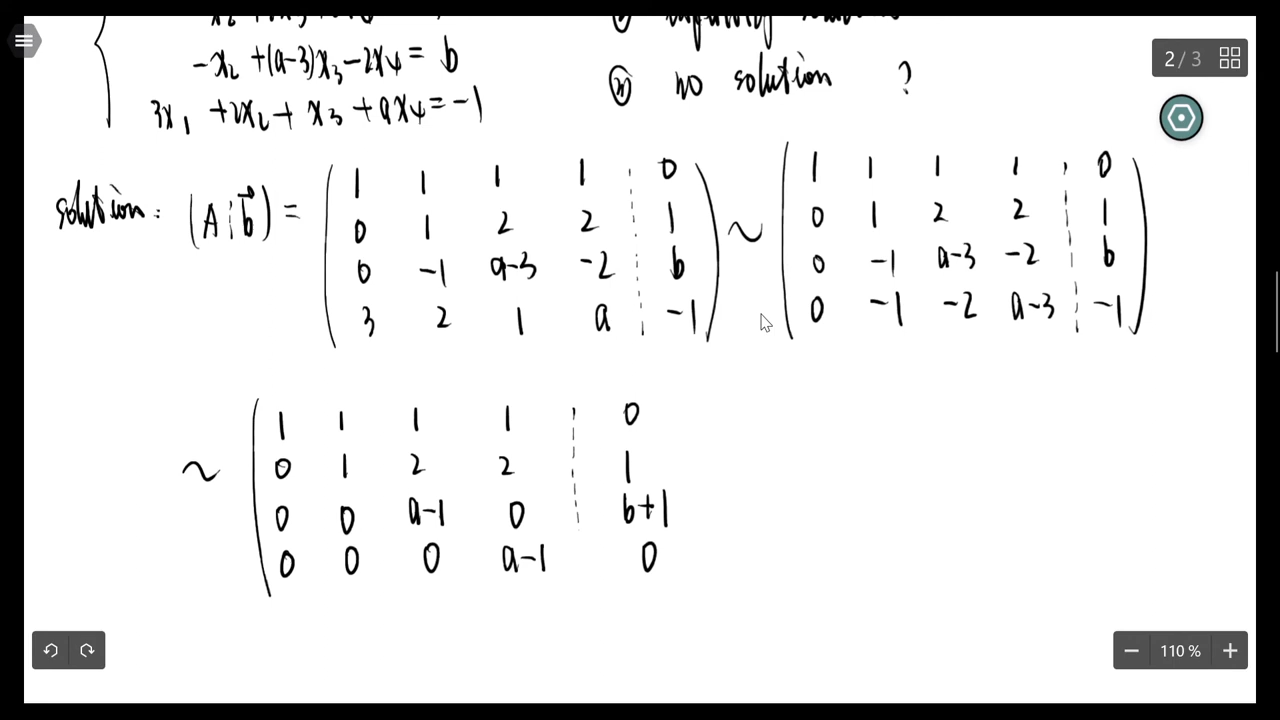 -x₂ +(a-3)x₃-2x₄= b
3x₁ +2x₂+ x₃ +ax₄=-1
no solution ?
2 / 3
solution: (A¦b⃗) = ( 1 1 1 1 ¦ 0 ) ~ ( 1 1 1 1 ¦ 0 )
0 1 2 2 ¦ 1 0 1 2 2 ¦ 1
0 -1 a-3 -2 ¦ b 0 -1 a-3 -2 ¦ b
3 2 1 a ¦ -1 0 -1 -2 a-3 ¦ -1
~ ( 1 1 1 1 ¦ 0
0 1 2 2 ¦ 1
0 0 a-1 0 ¦ b+1
0 0 0 a-1 0
110 %